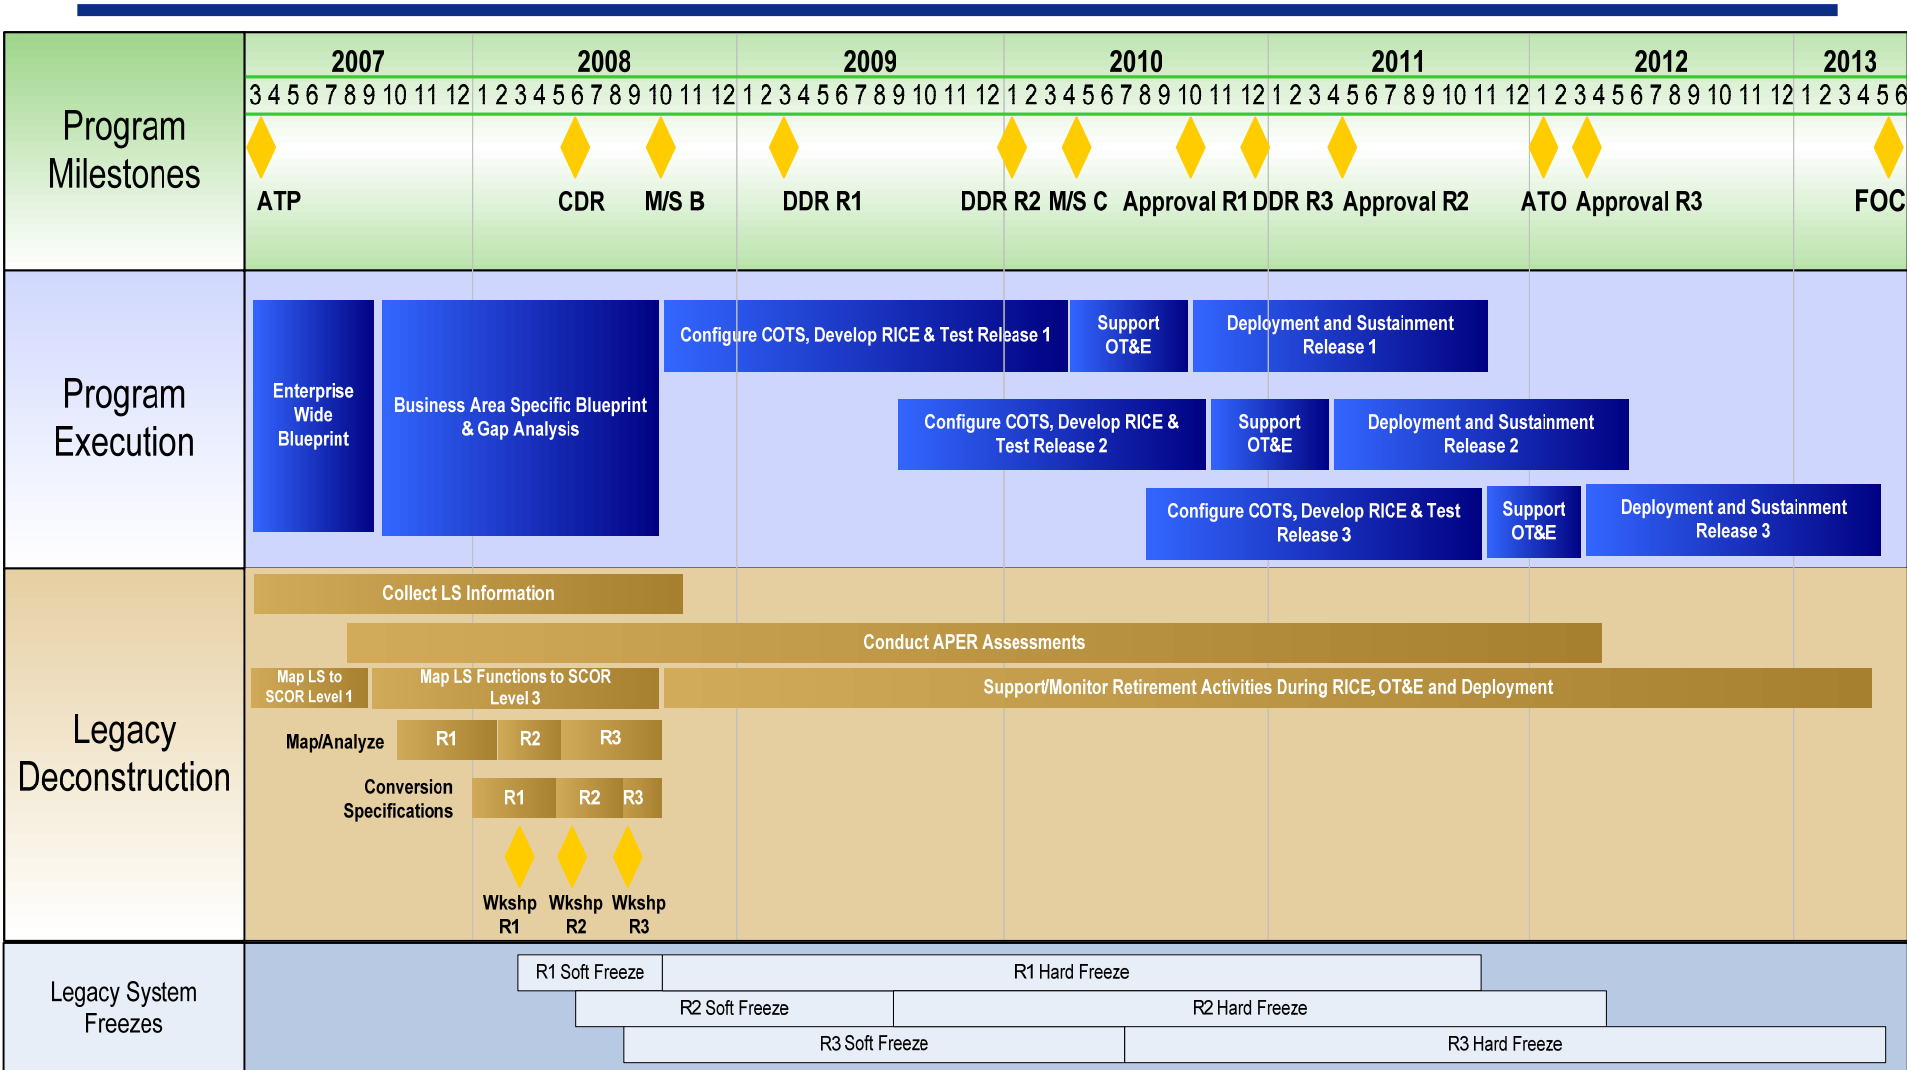 2007 2008 2009 2010 2011 2012 2013
3 4 5 6 7 8 9 10 11 12 1 2 3 4 5 6 7 8 9 10 11 12 1 2 3 4 5 6 7 8 9 10 11 12 1 2 3 4 5 6 7 8 9 10 11 12 1 2 3 4 5 6 7 8 9 10 11 12 1 2 3 4 5 6 7 8 9 10 11 12 1 2 3 4 5 6
Program
Milestones
ATP CDR M/S B DDR R1 DDR R2 M/S C Approval R1 DDR R3 Approval R2 ATO Approval R3 FOC
Program
Execution
Enterprise
Wide
Blueprint
Business Area Specific Blueprint
& Gap Analysis
Configure COTS, Develop RICE & Test Release 1
Support
OT&E
Deployment and Sustainment
Release 1
Configure COTS, Develop RICE &
Test Release 2
Support
OT&E
Deployment and Sustainment
Release 2
Configure COTS, Develop RICE & Test
Release 3
Support
OT&E
Deployment and Sustainment
Release 3
Legacy
Deconstruction
Collect LS Information
Conduct APER Assessments
Map LS to
SCOR Level 1
Map LS Functions to SCOR
Level 3
Support/Monitor Retirement Activities During RICE, OT&E and Deployment
Map/Analyze R1 R2 R3
Conversion
Specifications
R1 R2 R3
Wkshp
R1
Wkshp
R2
Wkshp
R3
Legacy System
Freezes
R1 Soft Freeze R1 Hard Freeze
R2 Soft Freeze R2 Hard Freeze
R3 Soft Freeze R3 Hard Freeze